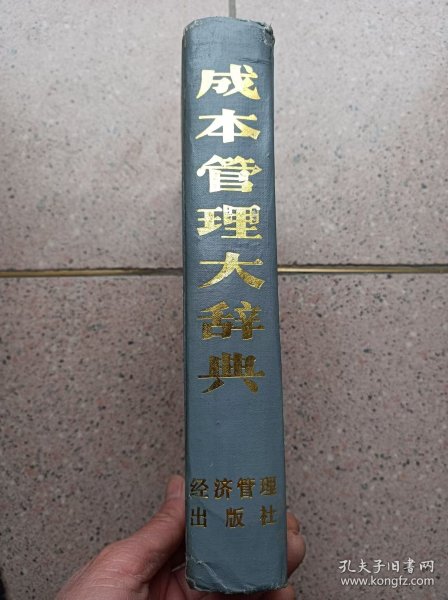 成本管理大辞典
经济管理
出版社
孔夫子旧书网
www.kongfz.com